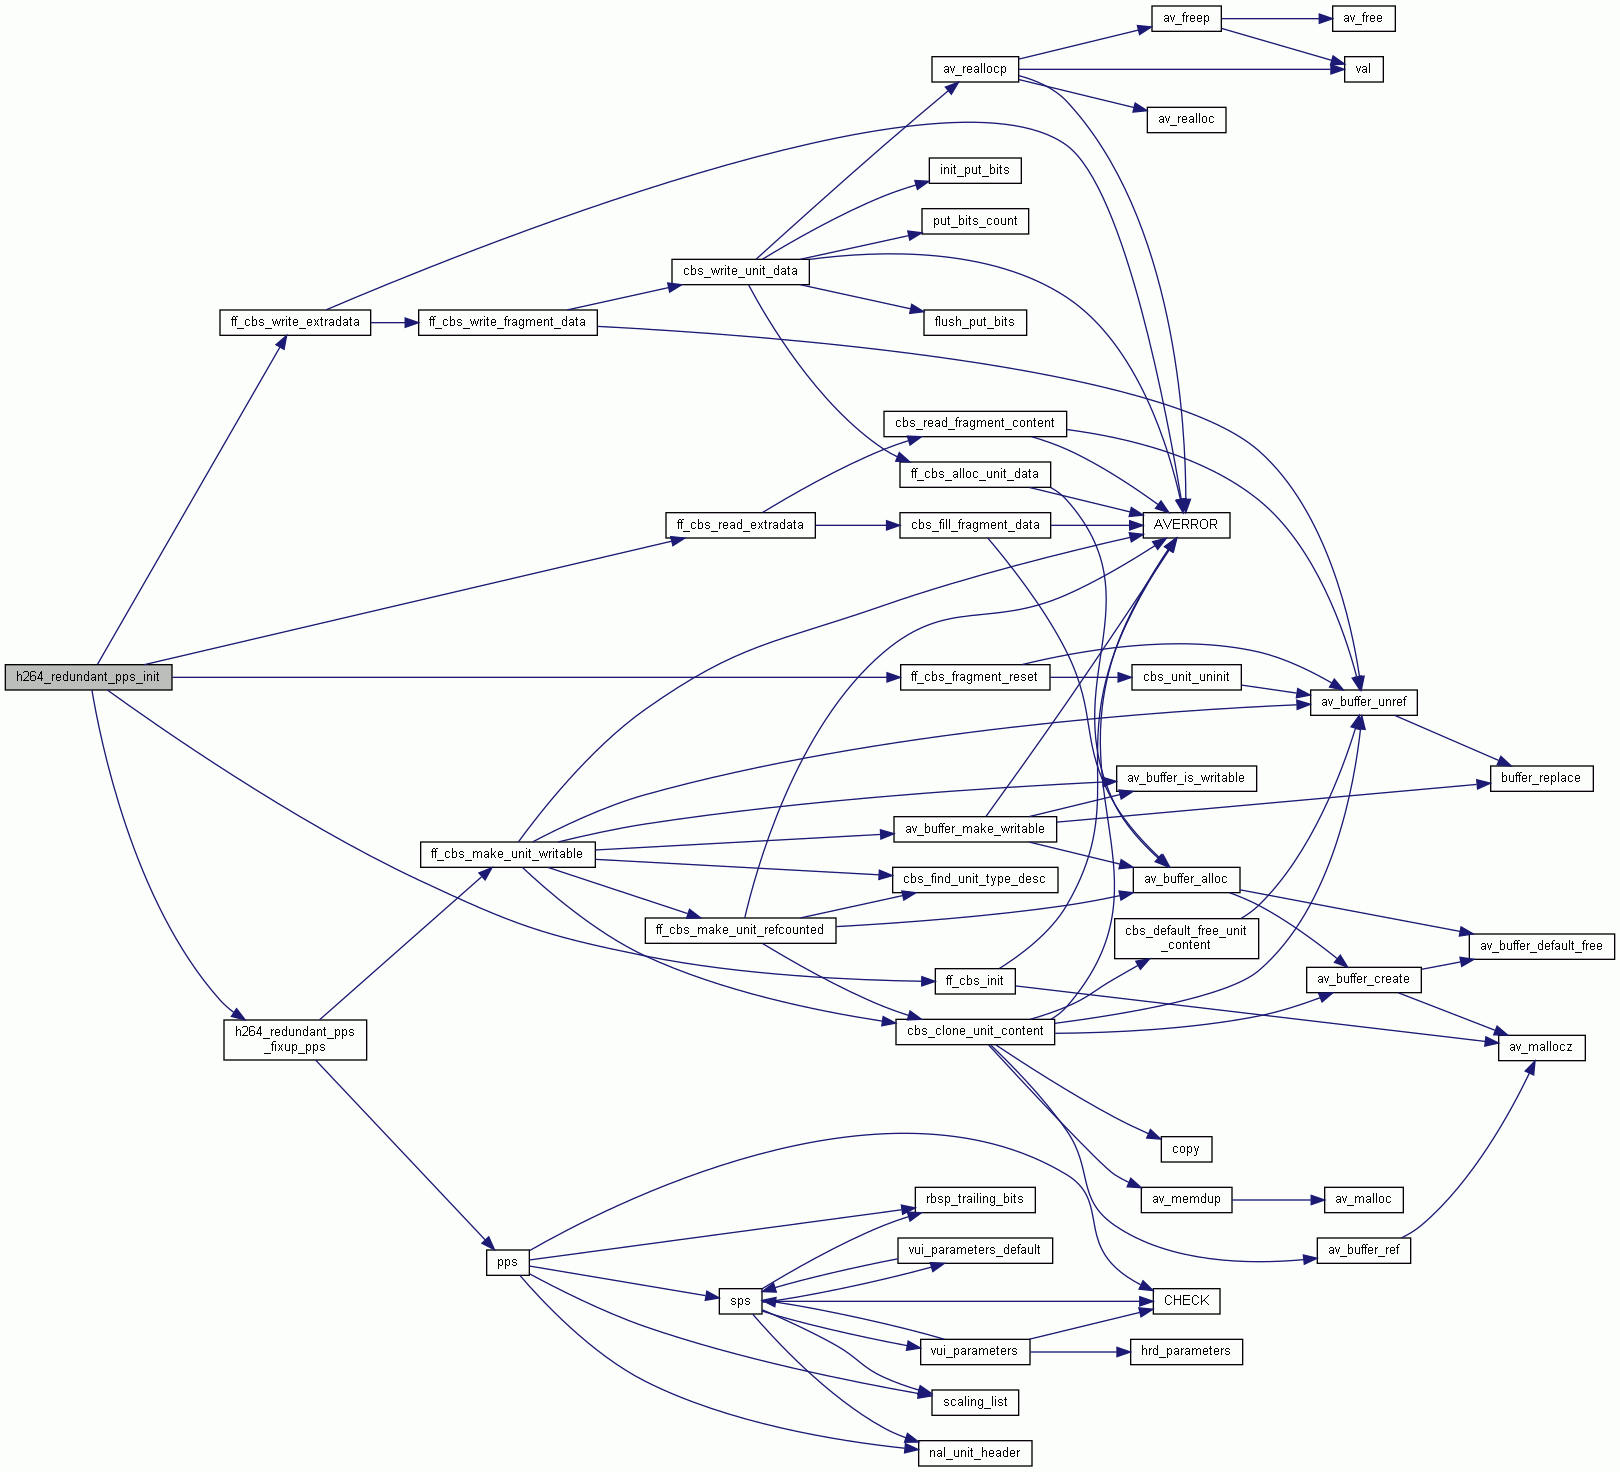 av_freep
av_free
av_reallocp
val
av_realloc
init_put_bits
put_bits_count
cbs_write_unit_data
ff_cbs_write_extradata
ff_cbs_write_fragment_data
flush_put_bits
cbs_read_fragment_content
ff_cbs_alloc_unit_data
ff_cbs_read_extradata
cbs_fill_fragment_data
AVERROR
h264_redundant_pps_init
ff_cbs_fragment_reset
cbs_unit_uninit
av_buffer_unref
av_buffer_is_writable
buffer_replace
av_buffer_make_writable
ff_cbs_make_unit_writable
cbs_find_unit_type_desc
av_buffer_alloc
ff_cbs_make_unit_refcounted
cbs_default_free_unit
_content
av_buffer_default_free
ff_cbs_init
av_buffer_create
h264_redundant_pps
_fixup_pps
cbs_clone_unit_content
av_mallocz
copy
rbsp_trailing_bits
av_memdup
av_malloc
vui_parameters_default
av_buffer_ref
pps
sps
CHECK
vui_parameters
hrd_parameters
scaling_list
nal_unit_header